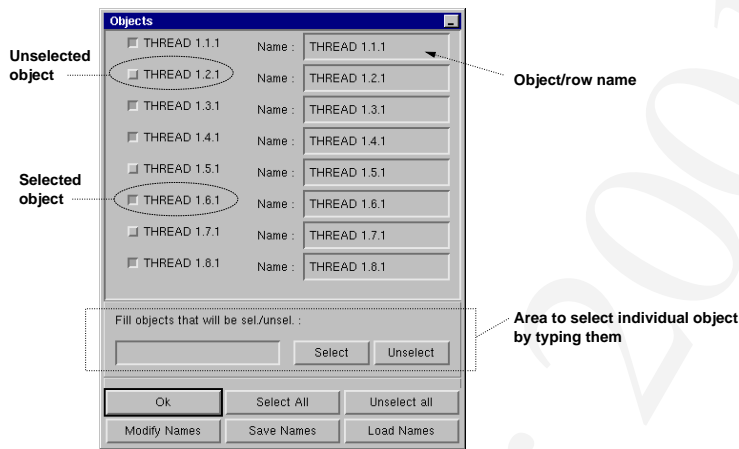 Objects
THREAD 1.1.1 Name : THREAD 1.1.1
THREAD 1.2.1 Name : THREAD 1.2.1
THREAD 1.3.1 Name : THREAD 1.3.1
THREAD 1.4.1 Name : THREAD 1.4.1
THREAD 1.5.1 Name : THREAD 1.5.1
THREAD 1.6.1 Name : THREAD 1.6.1
THREAD 1.7.1 Name : THREAD 1.7.1
THREAD 1.8.1 Name : THREAD 1.8.1
Fill objects that will be sel./unsel. :
Select Unselect
Ok Select All Unselect all
Modify Names Save Names Load Names
Unselected
object
Selected
object
Object/row name
Area to select individual object
by typing them